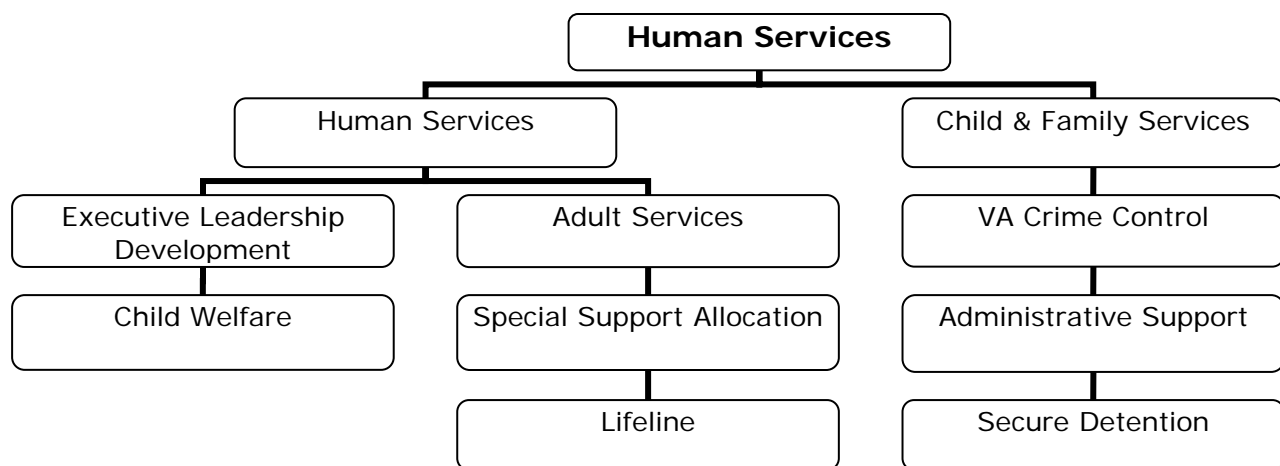 Human Services
Human Services
Child & Family Services
Executive Leadership
Development
Adult Services
VA Crime Control
Child Welfare
Special Support Allocation
Administrative Support
Lifeline
Secure Detention